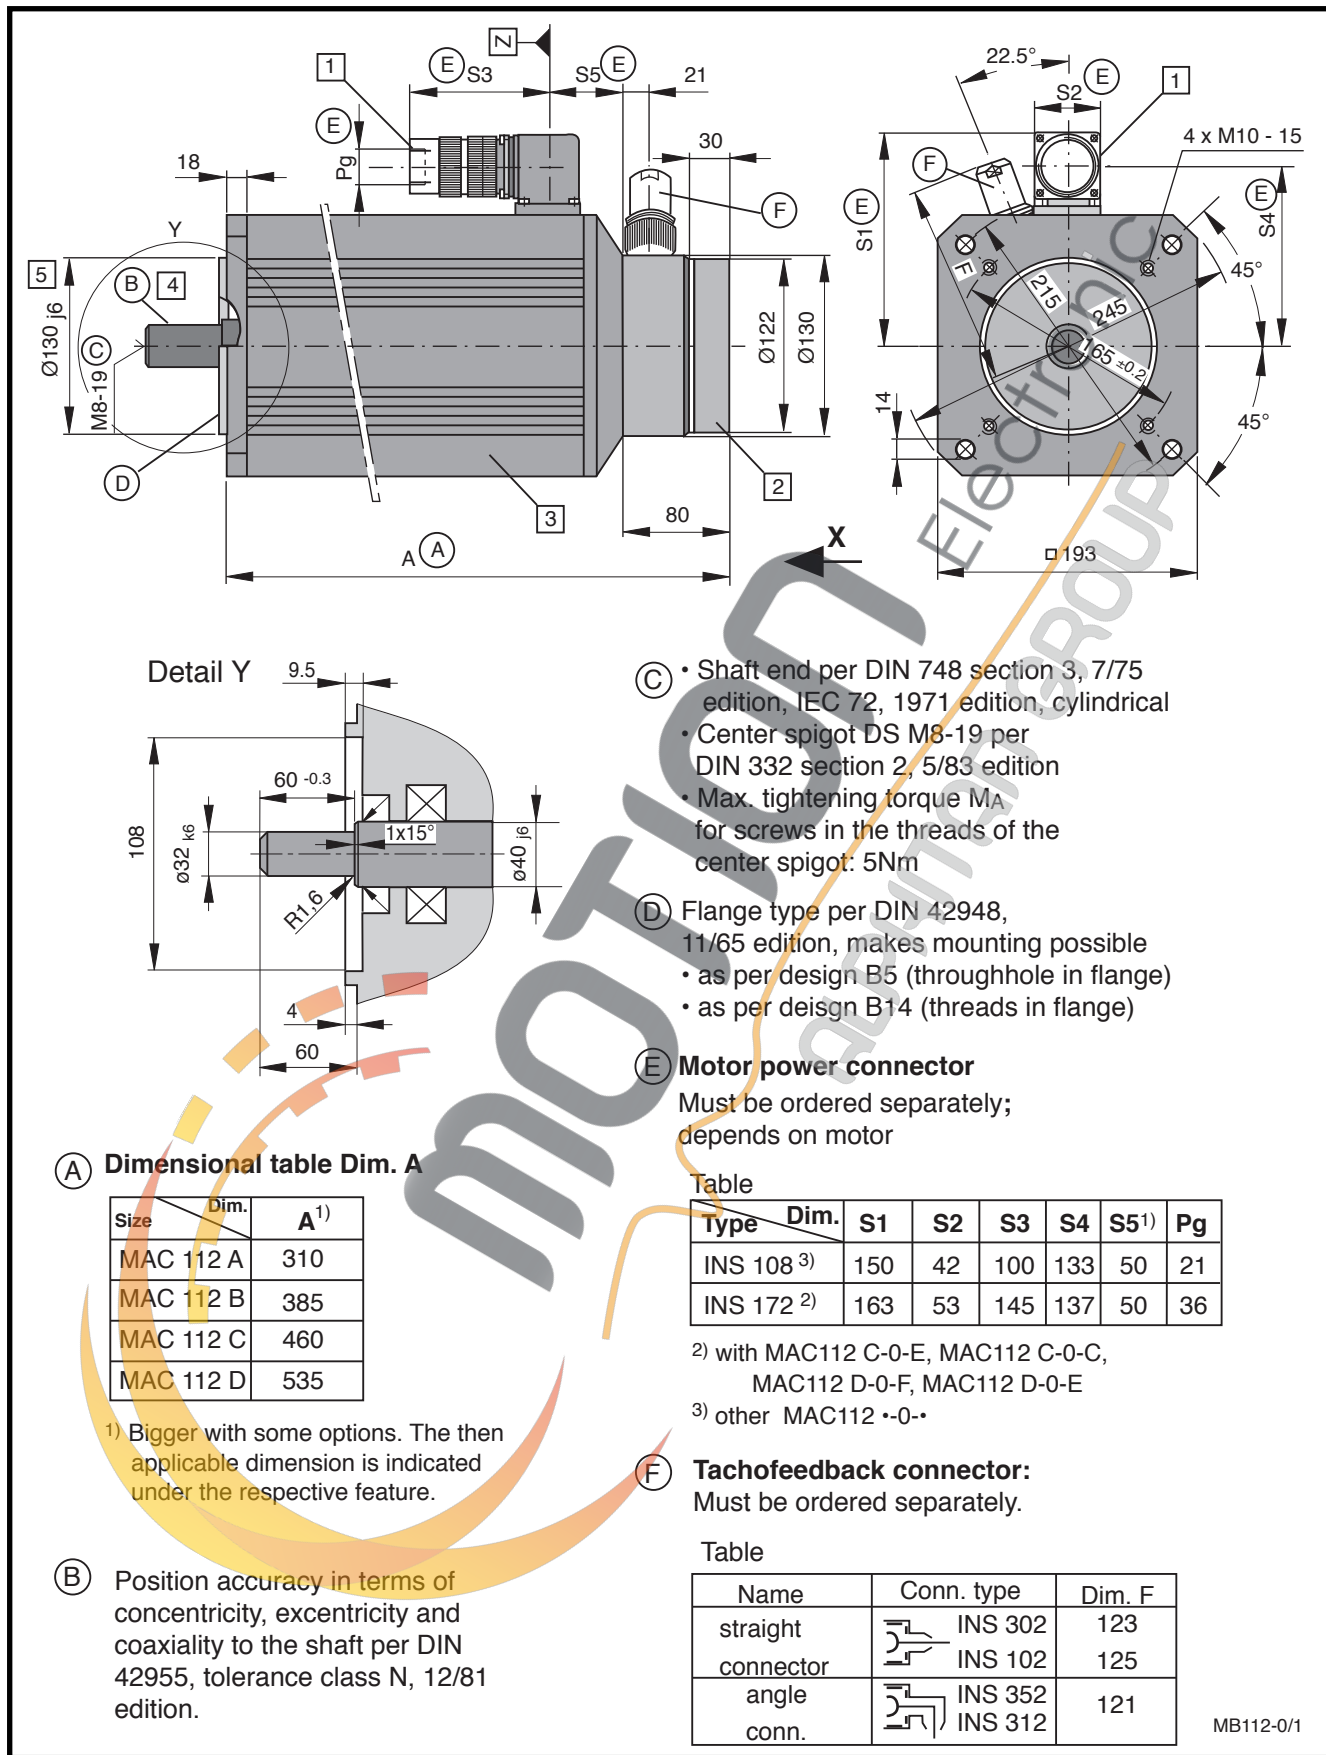 Z
1
E S3
S5 E
21
E
Pg
18
30
F
Y
5
B
4
Ø130 j6
C
M8-19
D
Ø122
Ø130
3
2
80
A A
X
22.5°
S2 E
1
4 x M10 - 15
F
S1 E
S4 E
F
215
245
165 ±0.2
45°
45°
14
□ 193
Detail Y
9.5
60 -0.3
108
ø32 k6
1x15°
ø40 j6
R1,6
4
60
C • Shaft end per DIN 748 section 3, 7/75
edition, IEC 72, 1971 edition, cylindrical
• Center spigot DS M8-19 per
DIN 332 section 2, 5/83 edition
• Max. tightening torque MA
for screws in the threads of the
center spigot: 5Nm
D Flange type per DIN 42948,
11/65 edition, makes mounting possible
• as per design B5 (throughhole in flange)
• as per deisgn B14 (threads in flange)
E Motor power connector
Must be ordered separately;
depends on motor
Table
Type Dim. S1 S2 S3 S4 S5 1) Pg
INS 108 3) 150 42 100 133 50 21
INS 172 2) 163 53 145 137 50 36
2) with MAC112 C-0-E, MAC112 C-0-C,
MAC112 D-0-F, MAC112 D-0-E
3) other MAC112 •-0-•
A Dimensional table Dim. A
Size Dim. A 1)
MAC 112 A 310
MAC 112 B 385
MAC 112 C 460
MAC 112 D 535
1) Bigger with some options. The then
applicable dimension is indicated
under the respective feature.
B Position accuracy in terms of
concentricity, excentricity and
coaxiality to the shaft per DIN
42955, tolerance class N, 12/81
edition.
F Tachofeedback connector:
Must be ordered separately.
Table
Name Conn. type Dim. F
straight INS 302 123
connector INS 102 125
angle INS 352 121
conn. INS 312
MB112-0/1
MOTION
Electronic
ALPHMAN GROUP